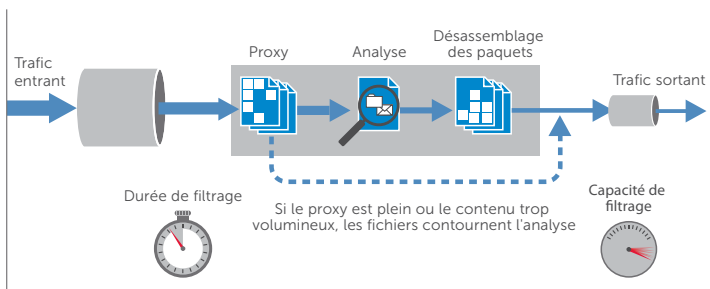 Trafic
entrant
Proxy
Analyse
Désassemblage
des paquets
Trafic sortant
Durée de filtrage
Si le proxy est plein ou le contenu trop
volumineux, les fichiers contournent l'analyse
Capacité de
filtrage